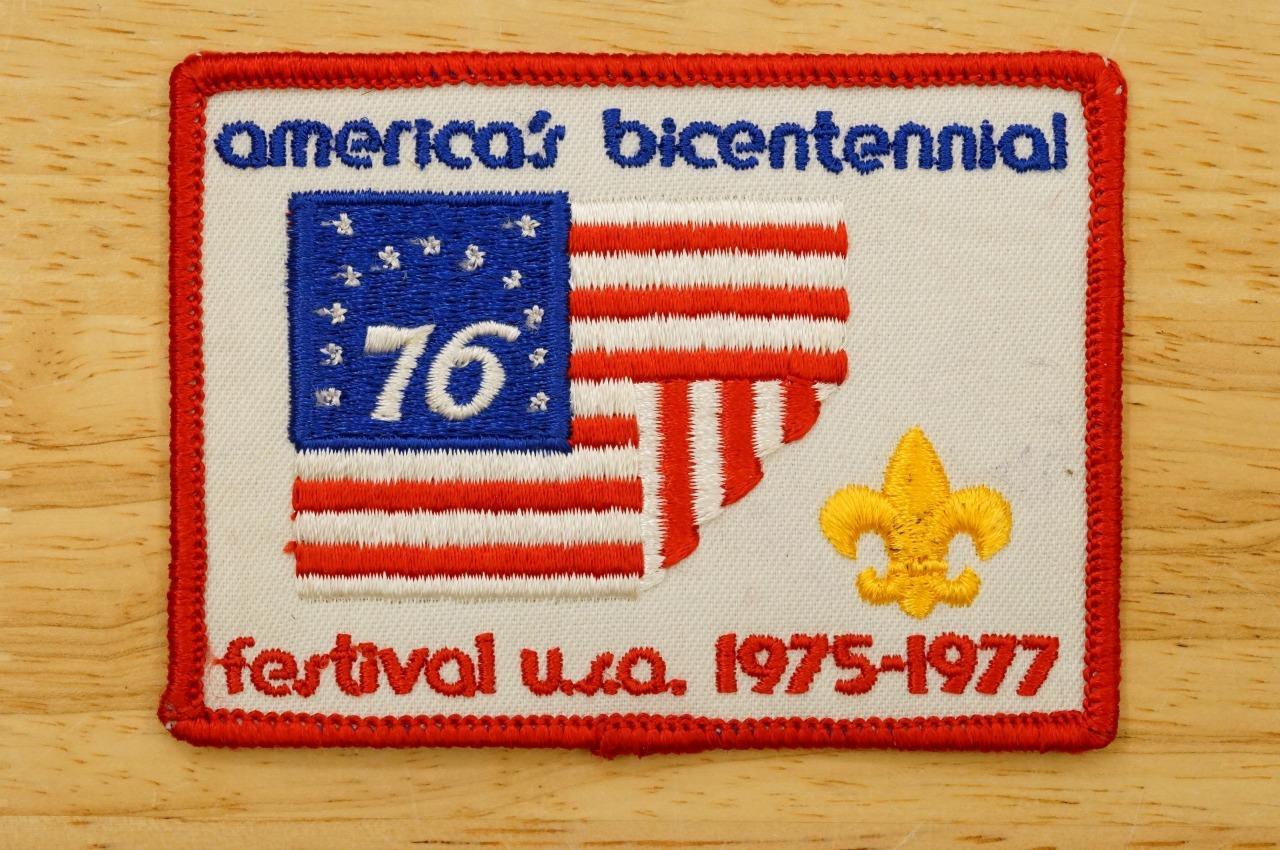 america's bicentennial
76
festival u.s.a. 1975-1977